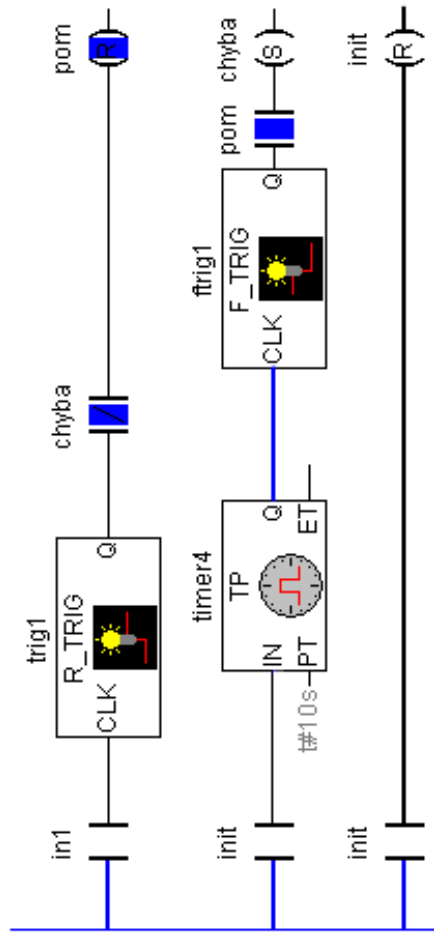 in1
trig1
R_TRIG
CLK
Q
chyba
pom
R
init
timer4
TP
IN
Q
t#10s
PT
ET
ftrig1
F_TRIG
CLK
Q
pom
chyba
S
init
init
R